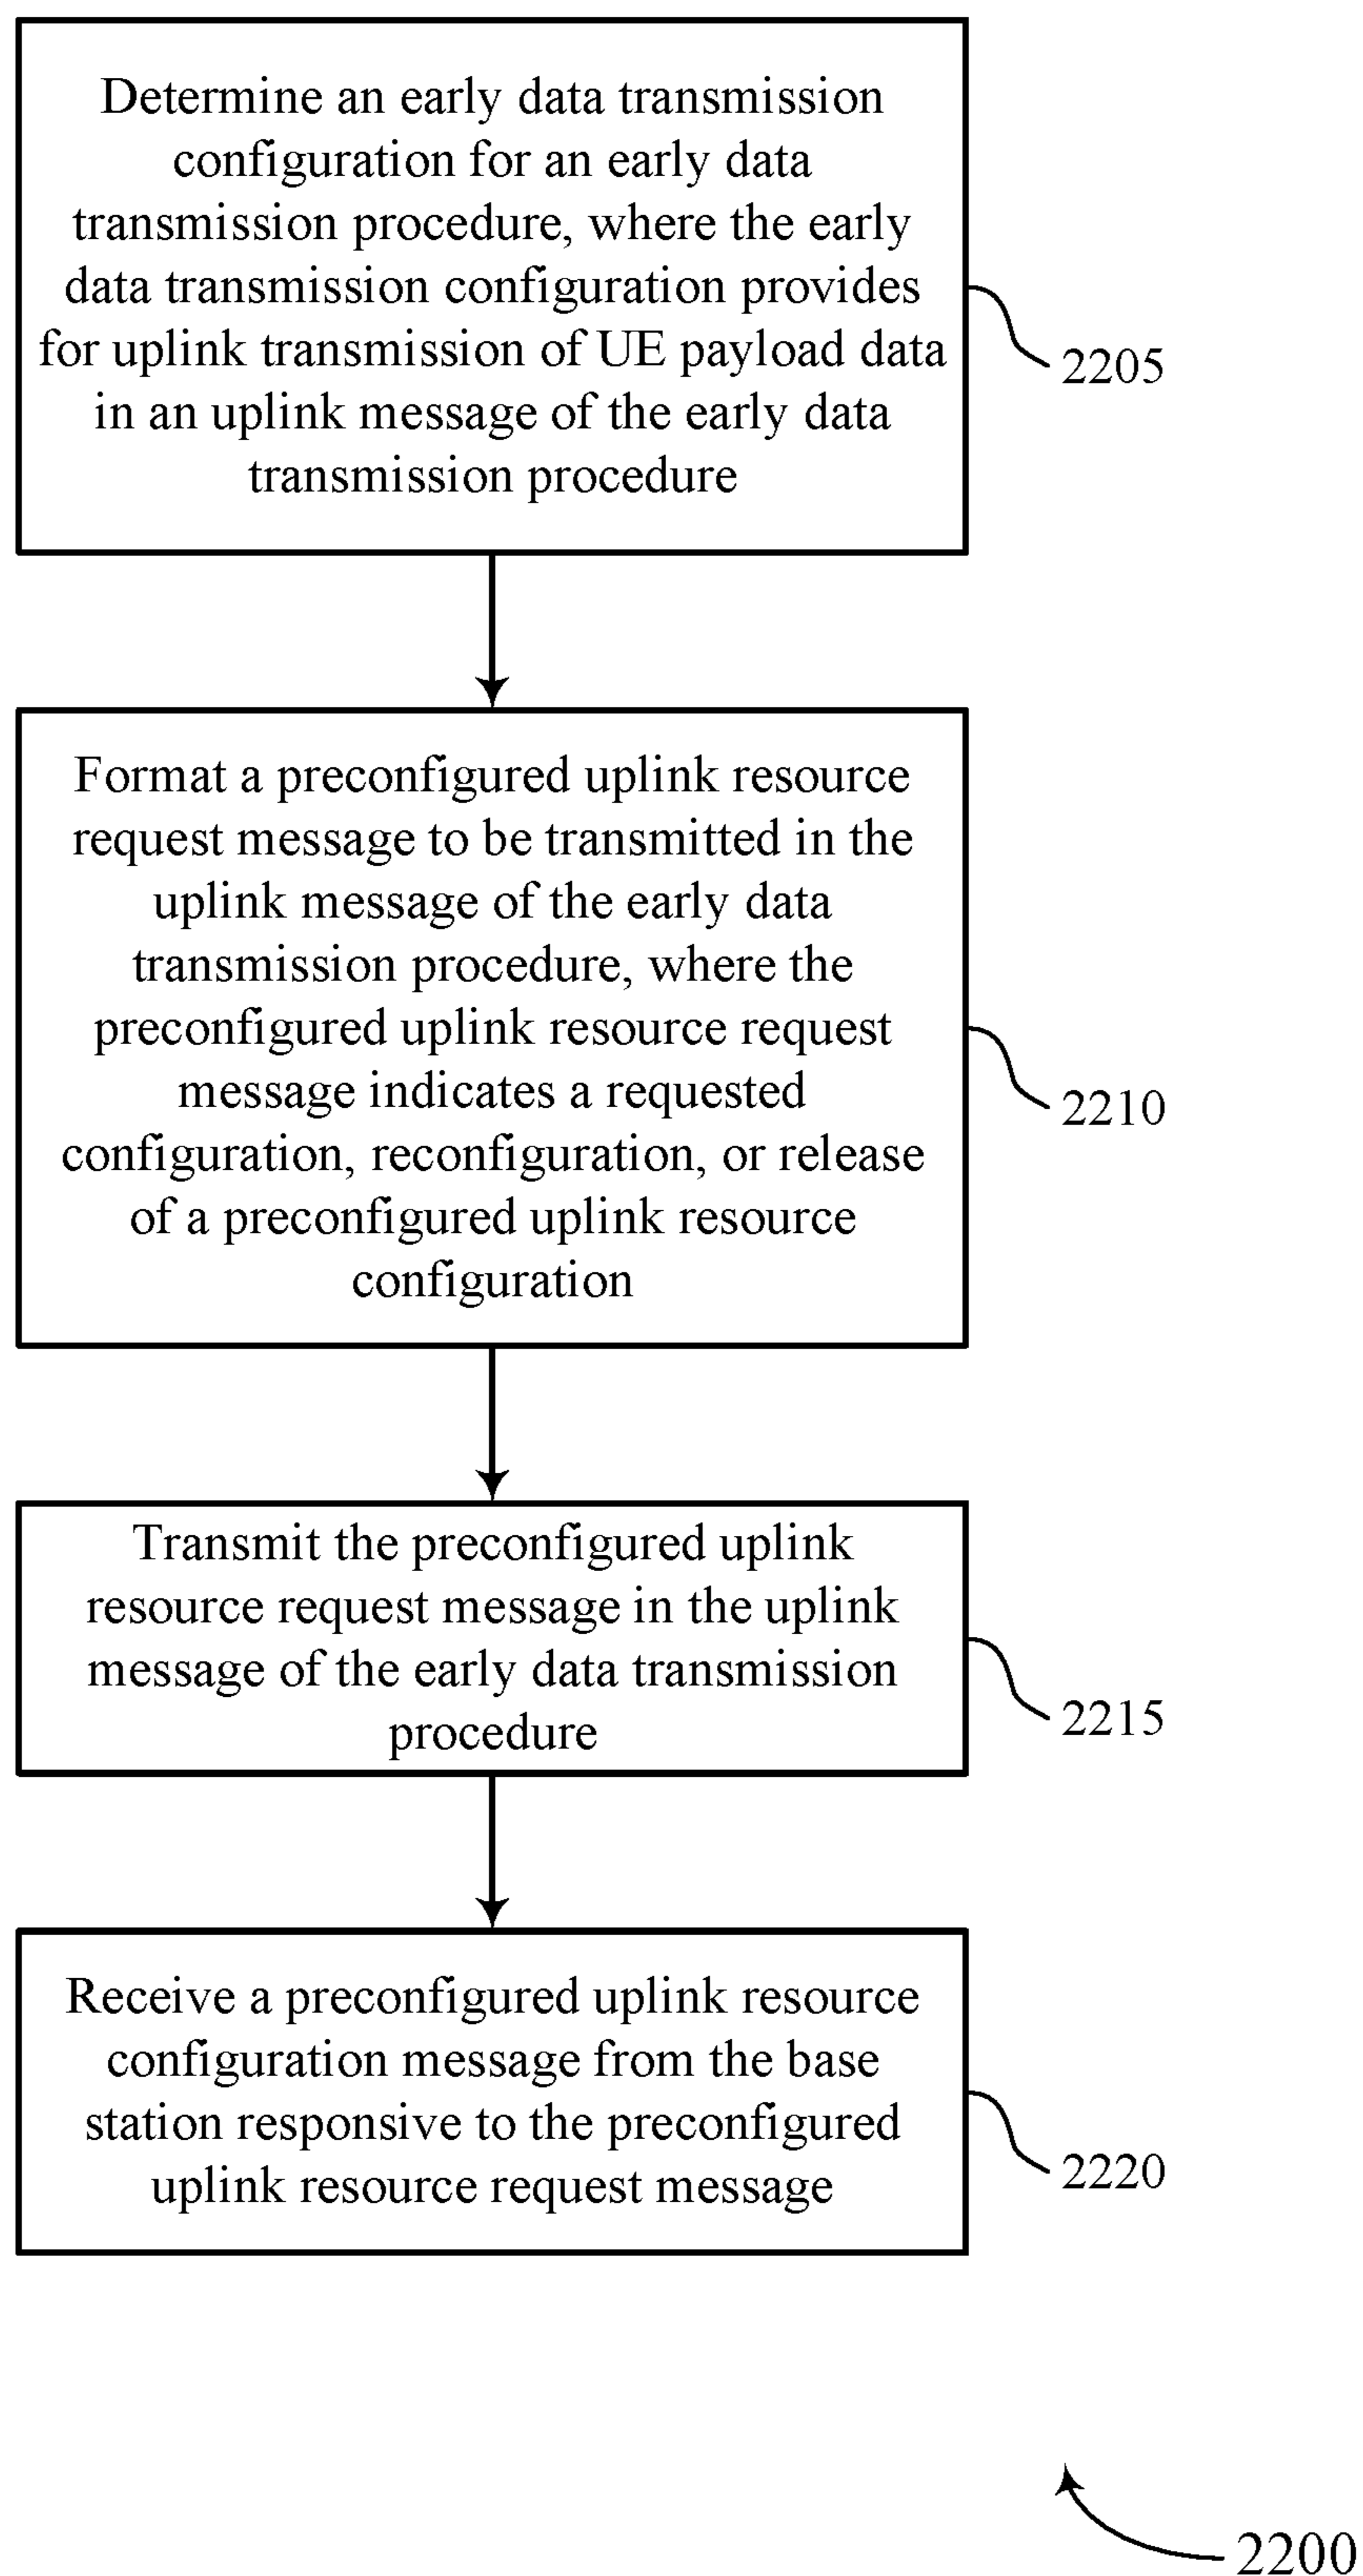 Determine an early data transmission
configuration for an early data
transmission procedure, where the early
data transmission configuration provides
for uplink transmission of UE payload data
in an uplink message of the early data
transmission procedure
2205
Format a preconfigured uplink resource
request message to be transmitted in the
uplink message of the early data
transmission procedure, where the
preconfigured uplink resource request
message indicates a requested
configuration, reconfiguration, or release
of a preconfigured uplink resource
configuration
2210
Transmit the preconfigured uplink
resource request message in the uplink
message of the early data transmission
procedure
2215
Receive a preconfigured uplink resource
configuration message from the base
station responsive to the preconfigured
uplink resource request message
2220
2200